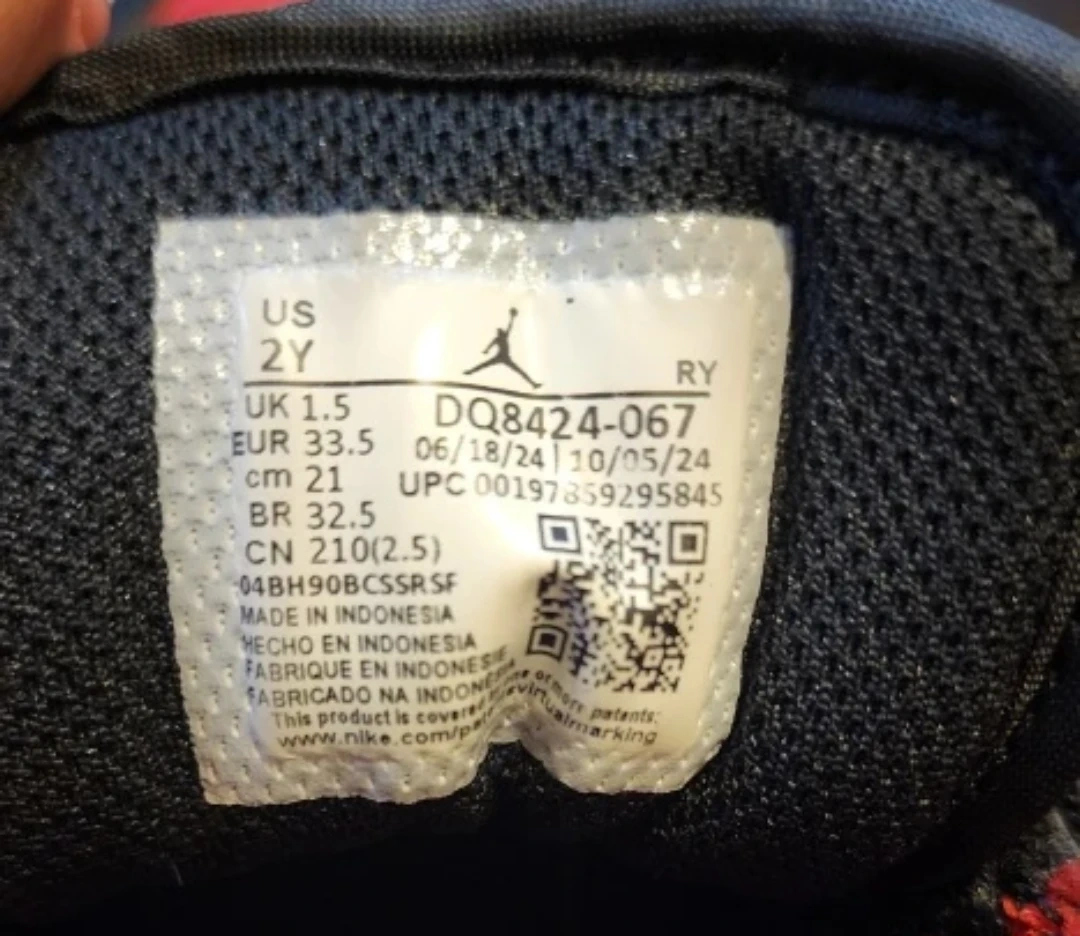 US
2Y
RY
UK 1.5
DQ8424-067
EUR 33.5
06/18/24 | 10/05/24
cm 21
UPC 00197859295845
BR 32.5
CN 210(2.5)
04BH90BCSSRSF
MADE IN INDONESIA
HECHO EN INDONESIA
FABRIQUE EN INDONESIE
FABRICADO NA INDONESIA
This product is covered of more patents:
www.nike.com/ virtualmarking